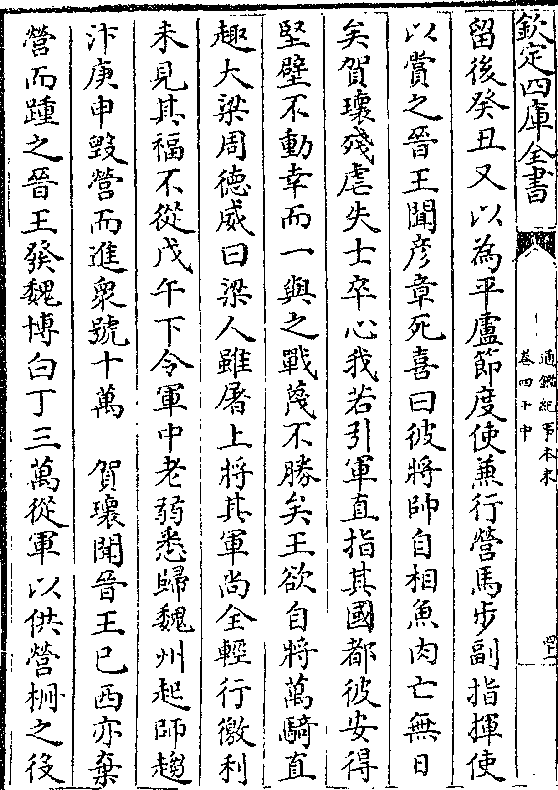 欽定四庫全書
通鑑紀事本末
卷四十中
留後癸丑又以為平盧節度使兼行營馬步副指揮使
以賞之晉王聞彦章死喜曰彼將帥自相魚肉亡無日
矣賀瓌殘虐失士卒心我若引軍直指其國都彼安得
堅壁不動幸而一與之戰蔑不勝矣王欲自將萬騎直
趣大梁周德威曰梁人雖屠上將其軍尚全輕行徼利
未見其福不從戊午下令軍中老弱悉歸魏州起師趨
汴庚申毁營而進衆號十萬　賀瓌聞晉王已西亦棄
營而踵之晉王發魏博白丁三萬從軍以供營柵之役